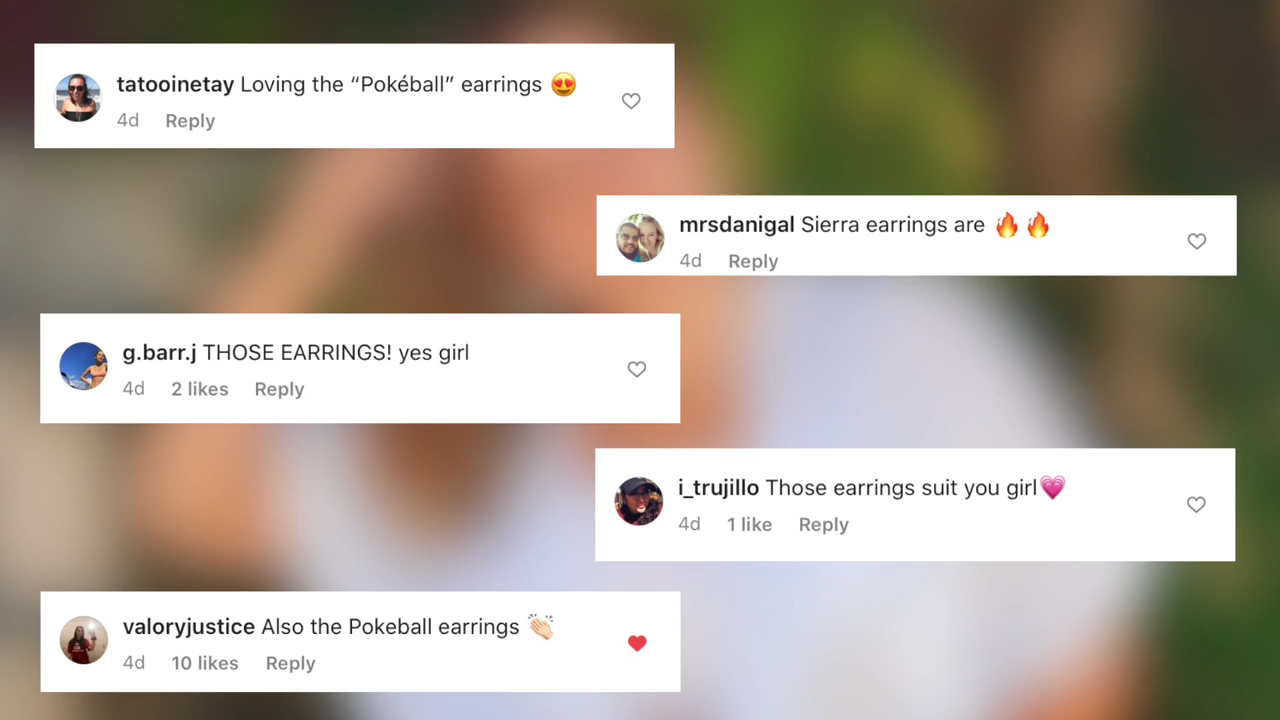 tatooinetay Loving the “Pokéball” earrings 😍
4d Reply
mrsdanigal Sierra earrings are 🔥🔥
4d Reply
g.barr.j THOSE EARRINGS! yes girl
4d 2 likes Reply
i_trujillo Those earrings suit you girl💗
4d 1 like Reply
valoryjustice Also the Pokeball earrings 👏🏻
4d 10 likes Reply